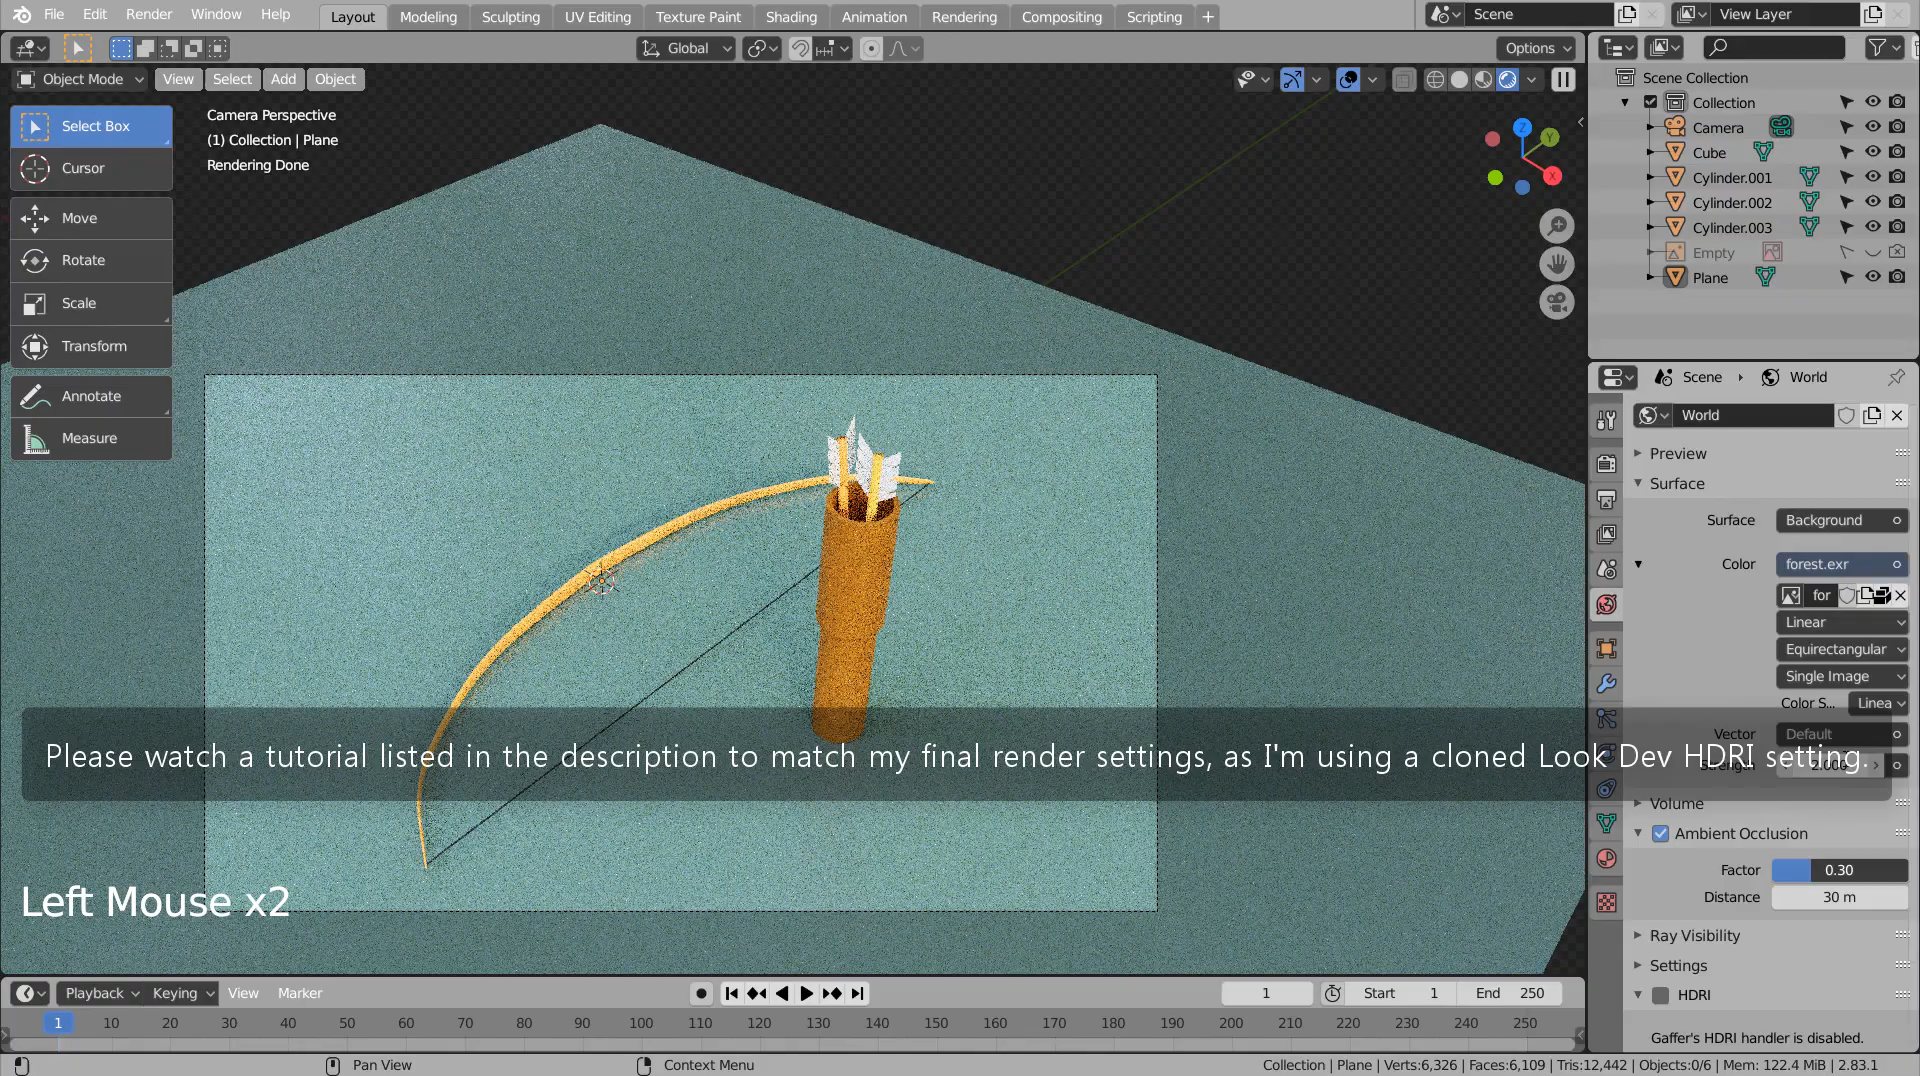 File Edit Render Window Help Layout Modeling Sculpting UV Editing Texture Paint Shading Animation Rendering Compositing Scripting + Scene View Layer
Global Options
Object Mode View Select Add Object
Select Box
Cursor
Move
Rotate
Scale
Transform
Annotate
Measure
Camera Perspective
(1) Collection | Plane
Rendering Done
Z
Y
X
Scene Collection
Collection
Camera
Cube
Cylinder.001
Cylinder.002
Cylinder.003
Empty
Plane
Scene World
World
Preview
Surface
Surface Background
Color forest.exr
for
Linear
Equirectangular
Single Image
Color S... Linea
Vector Default
Strength 2.000
Please watch a tutorial listed in the description to match my final render settings, as I'm using a cloned Look Dev HDRI setting.
Volume
Ambient Occlusion
Factor 0.30
Distance 30 m
Ray Visibility
Settings
HDRI
Gaffer's HDRI handler is disabled.
Left Mouse x2
Playback Keying View Marker 1 Start 1 End 250
1 10 20 30 40 50 60 70 80 90 100 110 120 130 140 150 160 170 180 190 200 210 220 230 240 250
Pan View Context Menu Collection | Plane | Verts:6,326 | Faces:6,109 | Tris:12,442 | Objects:0/6 | Mem: 122.4 MiB | 2.83.1